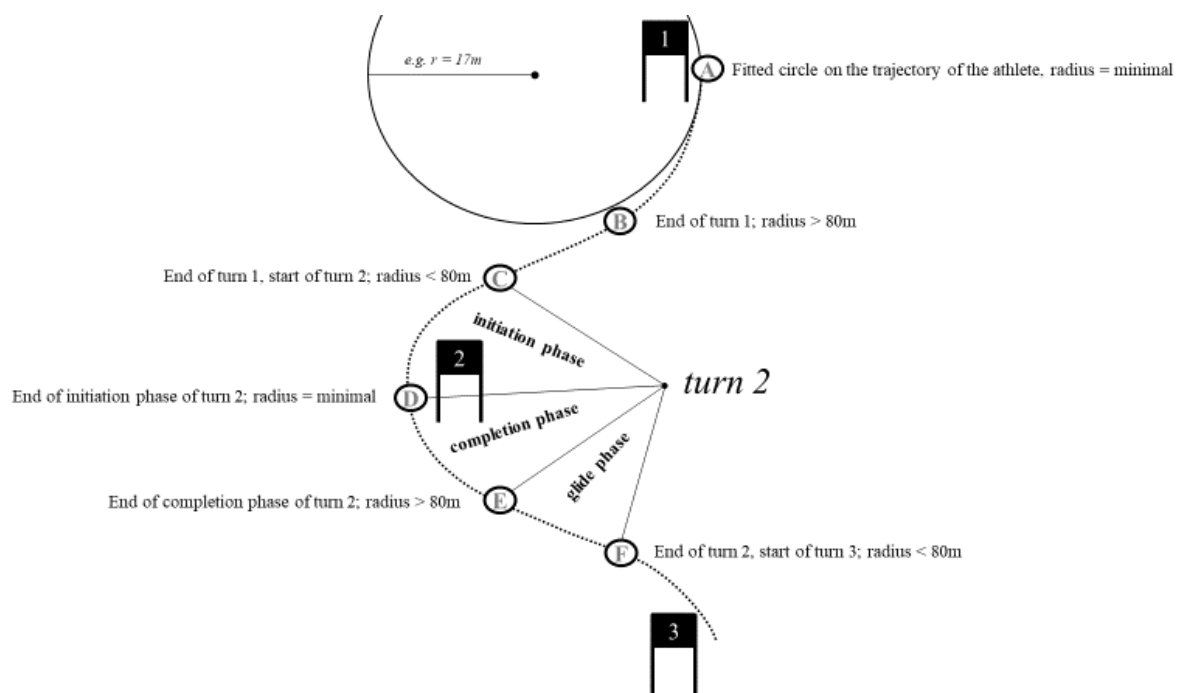 1
e.g. r = 17m
A Fitted circle on the trajectory of the athlete, radius = minimal
B End of turn 1; radius > 80m
End of turn 1, start of turn 2; radius < 80m C
initiation phase
2
turn 2
End of initiation phase of turn 2; radius = minimal D
completion phase
glide phase
End of completion phase of turn 2; radius > 80m E
F End of turn 2, start of turn 3; radius < 80m
3